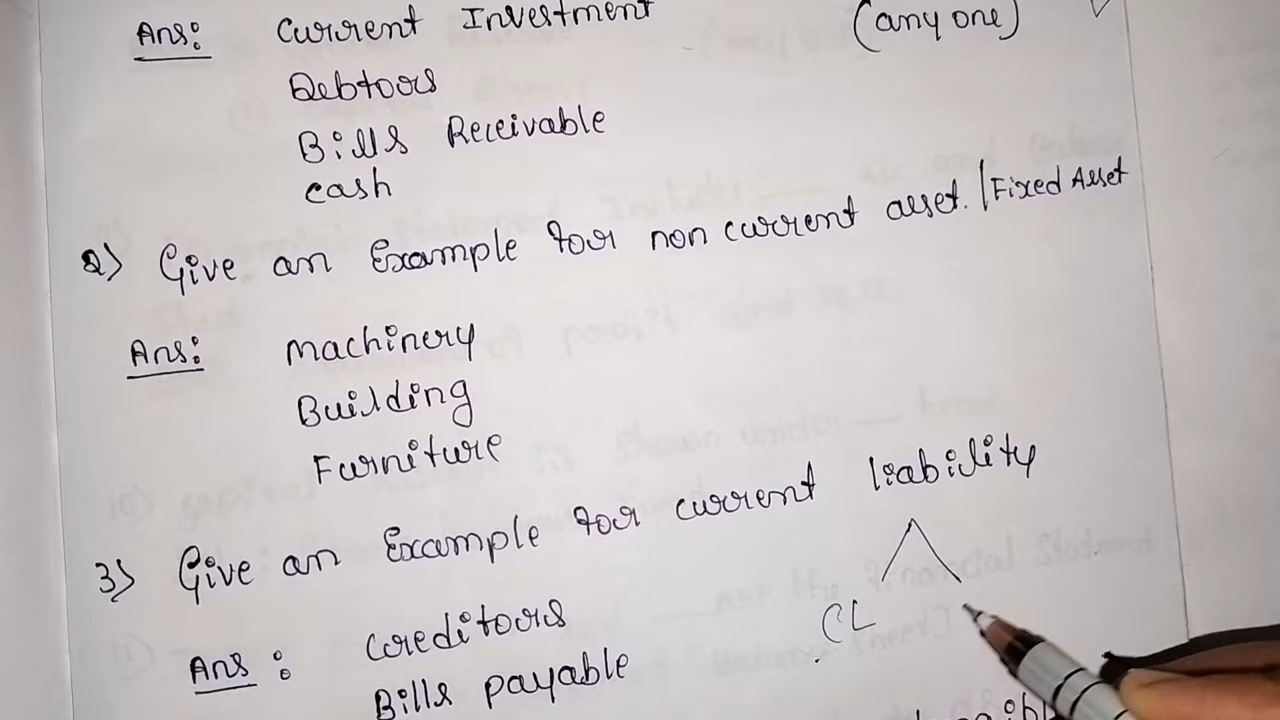 Ans: Current Investment (any one)
Debtors
Bills Receivable
cash
2) Give an Example for non current asset. | Fixed Asset
Ans: Machinery
Building
Furniture
3) Give an Example for current liability
CL
Ans: creditors
Bills payable